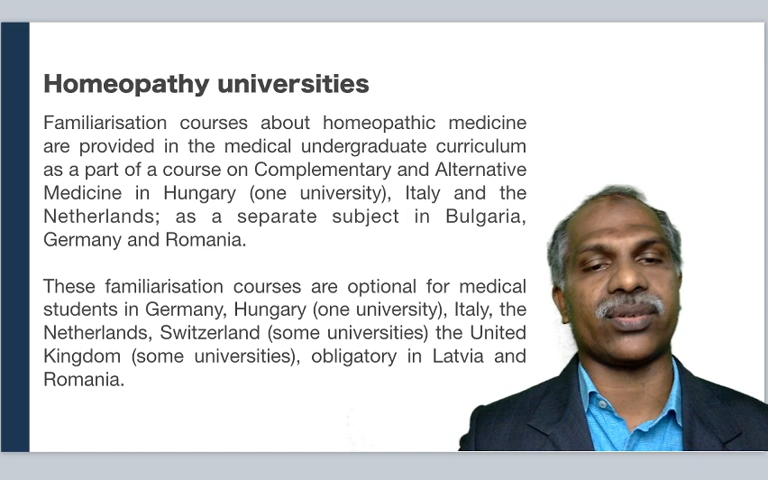 Homeopathy universities
Familiarisation courses about homeopathic medicine
are provided in the medical undergraduate curriculum
as a part of a course on Complementary and Alternative
Medicine in Hungary (one university), Italy and the
Netherlands; as a separate subject in Bulgaria,
Germany and Romania.
These familiarisation courses are optional for medical
students in Germany, Hungary (one university), Italy, the
Netherlands, Switzerland (some universities) the United
Kingdom (some universities), obligatory in Latvia and
Romania.